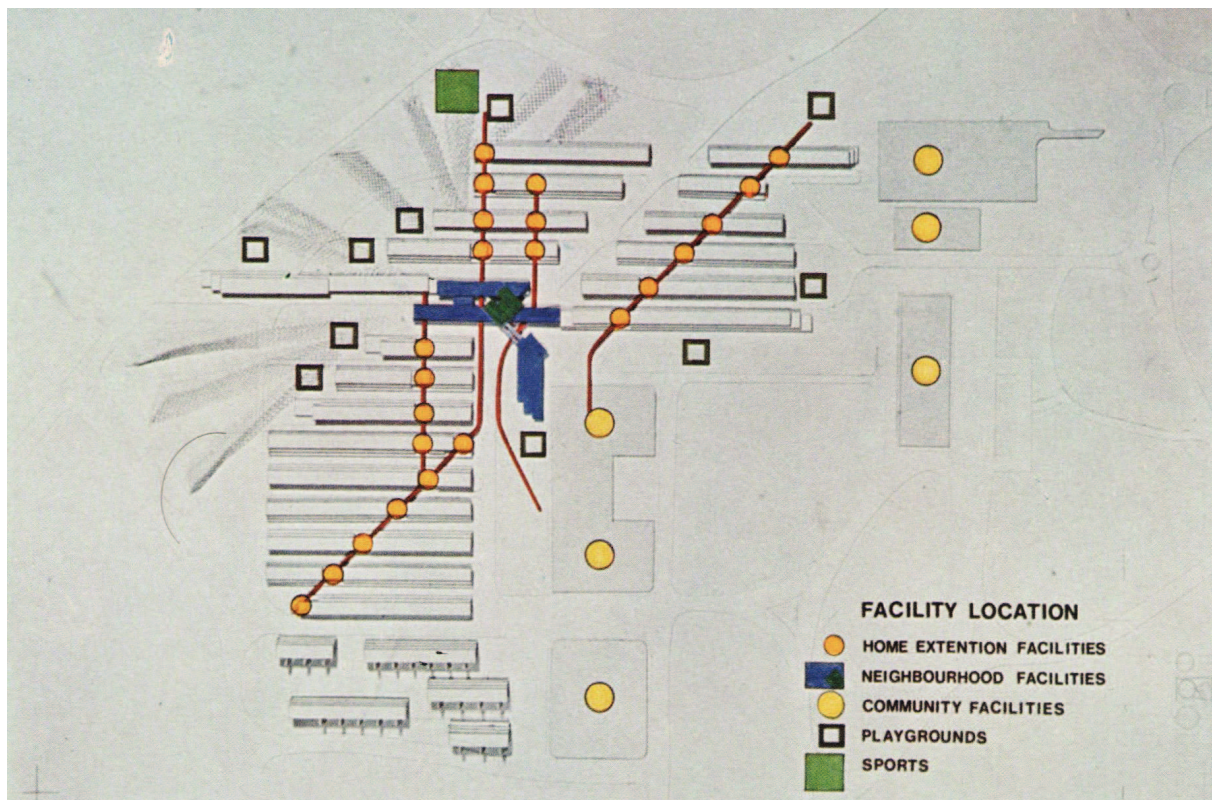 FACILITY LOCATION
HOME EXTENTION FACILITIES
NEIGHBOURHOOD FACILITIES
COMMUNITY FACILITIES
PLAYGROUNDS
SPORTS